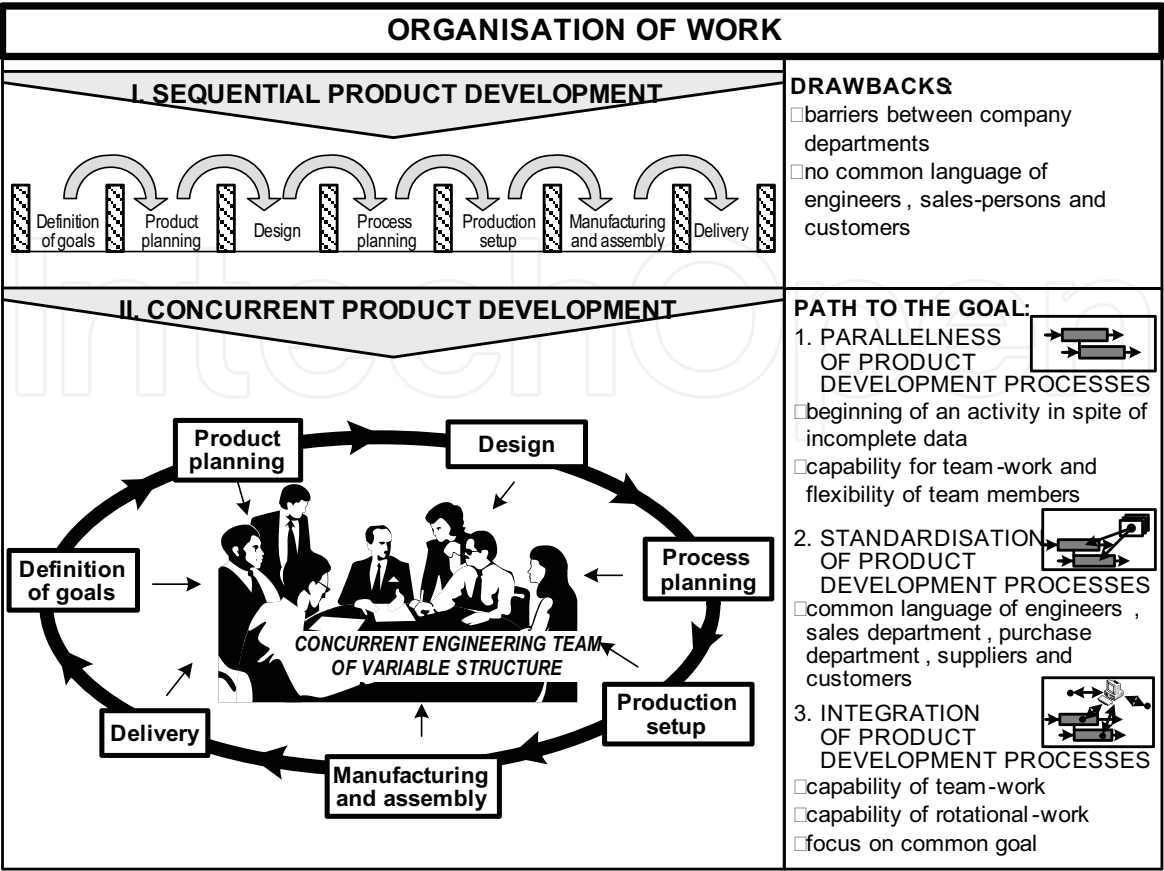 ORGANISATION OF WORK
I. SEQUENTIAL PRODUCT DEVELOPMENT
Definition
of goals
Product
planning
Design
Process
planning
Production
setup
Manufacturing
and assembly
Delivery
DRAWBACKS:
□barriers between company
departments
□no common language of
engineers , sales-persons and
customers
II. CONCURRENT PRODUCT DEVELOPMENT
Product
planning
Design
Definition
of goals
Process
planning
CONCURRENT ENGINEERING TEAM
OF VARIABLE STRUCTURE
Production
setup
Delivery
Manufacturing
and assembly
PATH TO THE GOAL:
1. PARALLELNESS
OF PRODUCT
DEVELOPMENT PROCESSES
□beginning of an activity in spite of
incomplete data
□capability for team-work and
flexibility of team members
2. STANDARDISATION
OF PRODUCT
DEVELOPMENT PROCESSES
□common language of engineers ,
sales department , purchase
department , suppliers and
customers
3. INTEGRATION
OF PRODUCT
DEVELOPMENT PROCESSES
□capability of team-work
□capability of rotational-work
□focus on common goal
IntechOpen